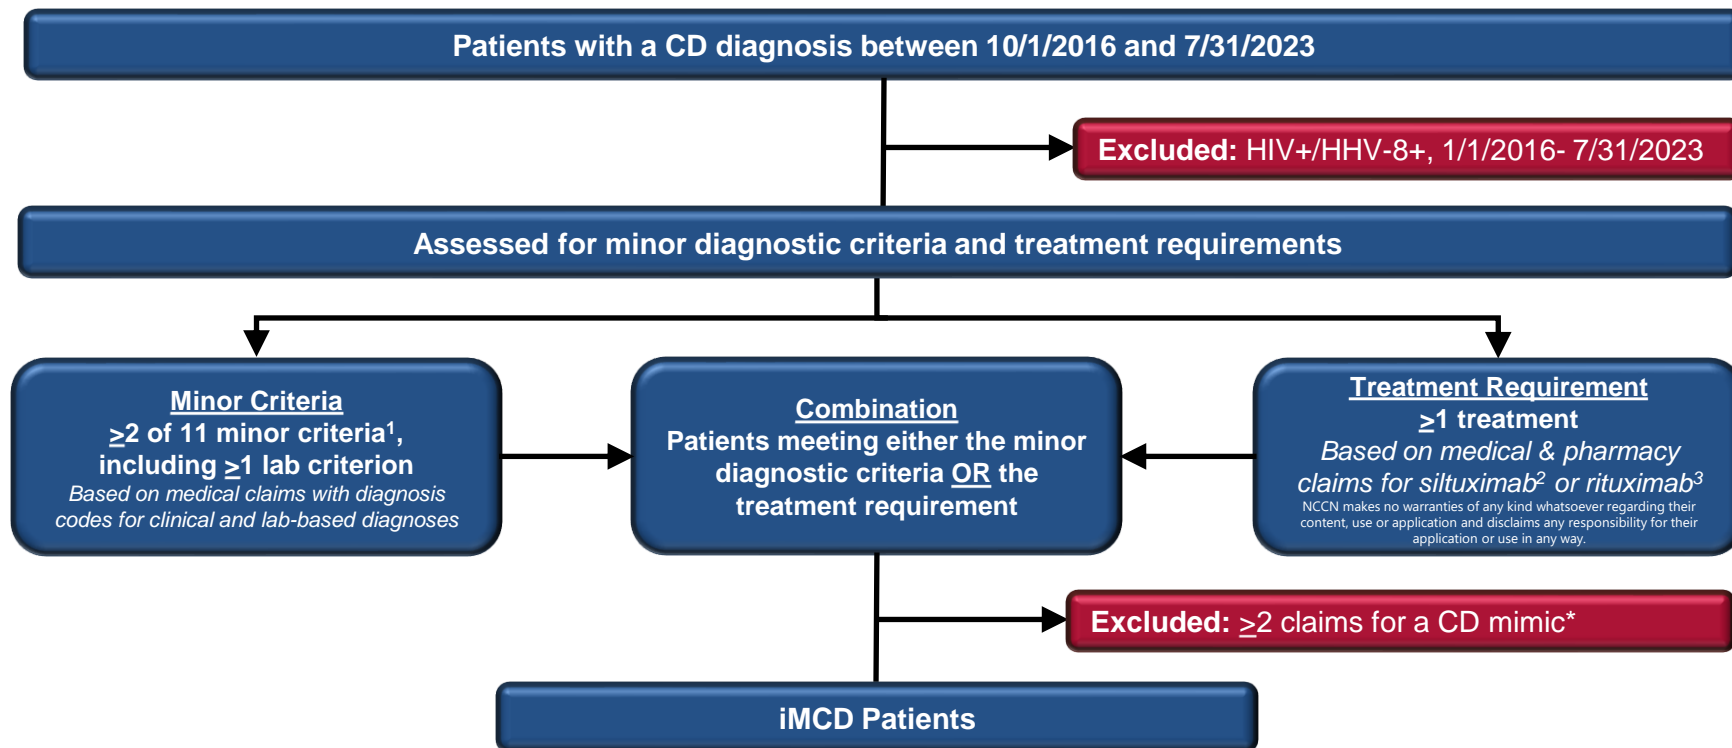 Patients with a CD diagnosis between 10/1/2016 and 7/31/2023
Excluded: HIV+/HHV-8+, 1/1/2016- 7/31/2023
Assessed for minor diagnostic criteria and treatment requirements
Minor Criteria
≥2 of 11 minor criteria¹,
including ≥1 lab criterion
Based on medical claims with diagnosis
codes for clinical and lab-based diagnoses
Combination
Patients meeting either the minor
diagnostic criteria OR the
treatment requirement
Treatment Requirement
≥1 treatment
Based on medical & pharmacy
claims for siltuximab² or rituximab³
NCCN makes no warranties of any kind whatsoever regarding their
content, use or application and disclaims any responsibility for their
application or use in any way.
Excluded: ≥2 claims for a CD mimic*
iMCD Patients